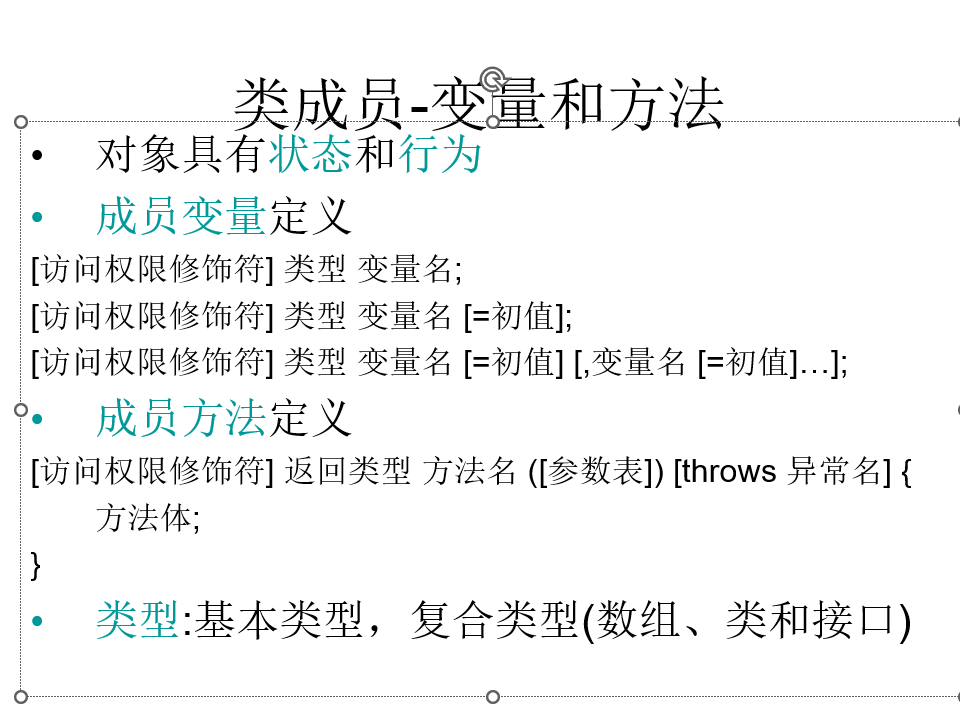 类成员-变量和方法
• 对象具有状态和行为
• 成员变量定义
[访问权限修饰符] 类型 变量名;
[访问权限修饰符] 类型 变量名 [=初值];
[访问权限修饰符] 类型 变量名 [=初值] [,变量名 [=初值]…];
• 成员方法定义
[访问权限修饰符] 返回类型 方法名 ([参数表]) [throws 异常名] {
方法体;
}
• 类型:基本类型，复合类型(数组、类和接口)